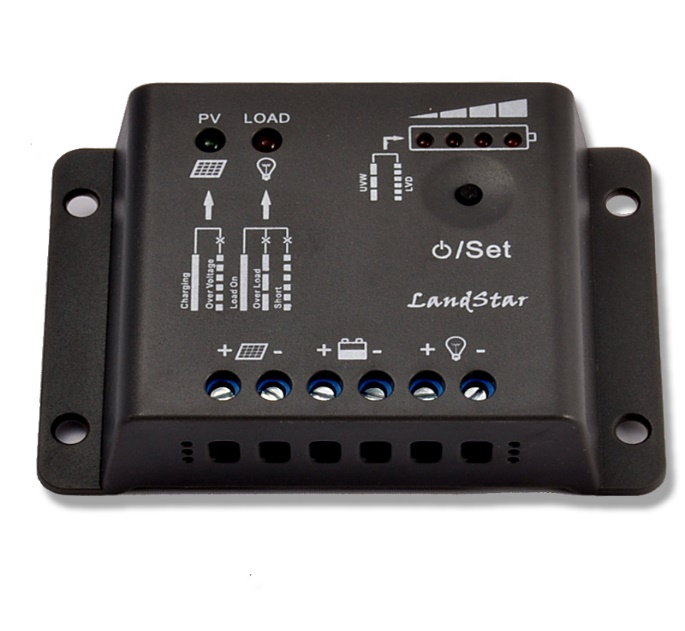 PV LOAD
UVW
LVD
Charging
Over Voltage
Load On
Over Load
Short
⏻/Set
LandStar
+ - + - + -